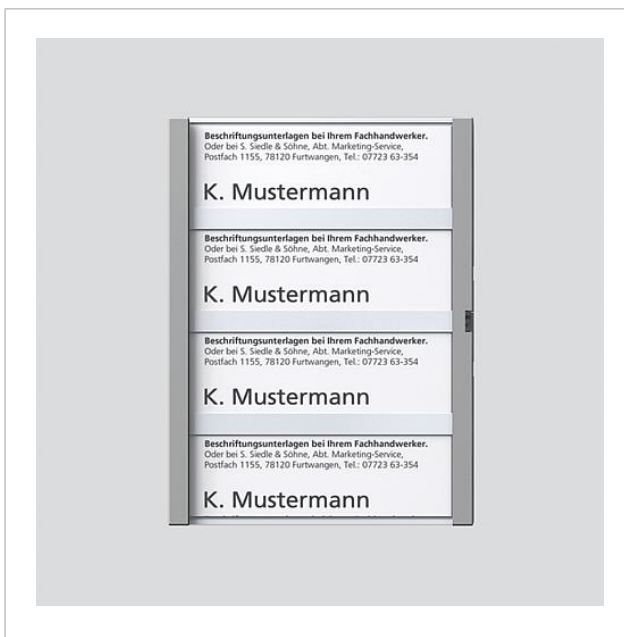 Beschriftungsunterlagen bei Ihrem Fachhandwerker.
Oder bei S. Siedle & Söhne, Abt. Marketing-Service,
Postfach 1155, 78120 Furtwangen, Tel.: 07723 63-354
K. Mustermann
Beschriftungsunterlagen bei Ihrem Fachhandwerker.
Oder bei S. Siedle & Söhne, Abt. Marketing-Service,
Postfach 1155, 78120 Furtwangen, Tel.: 07723 63-354
K. Mustermann
Beschriftungsunterlagen bei Ihrem Fachhandwerker.
Oder bei S. Siedle & Söhne, Abt. Marketing-Service,
Postfach 1155, 78120 Furtwangen, Tel.: 07723 63-354
K. Mustermann
Beschriftungsunterlagen bei Ihrem Fachhandwerker.
Oder bei S. Siedle & Söhne, Abt. Marketing-Service,
Postfach 1155, 78120 Furtwangen, Tel.: 07723 63-354
K. Mustermann